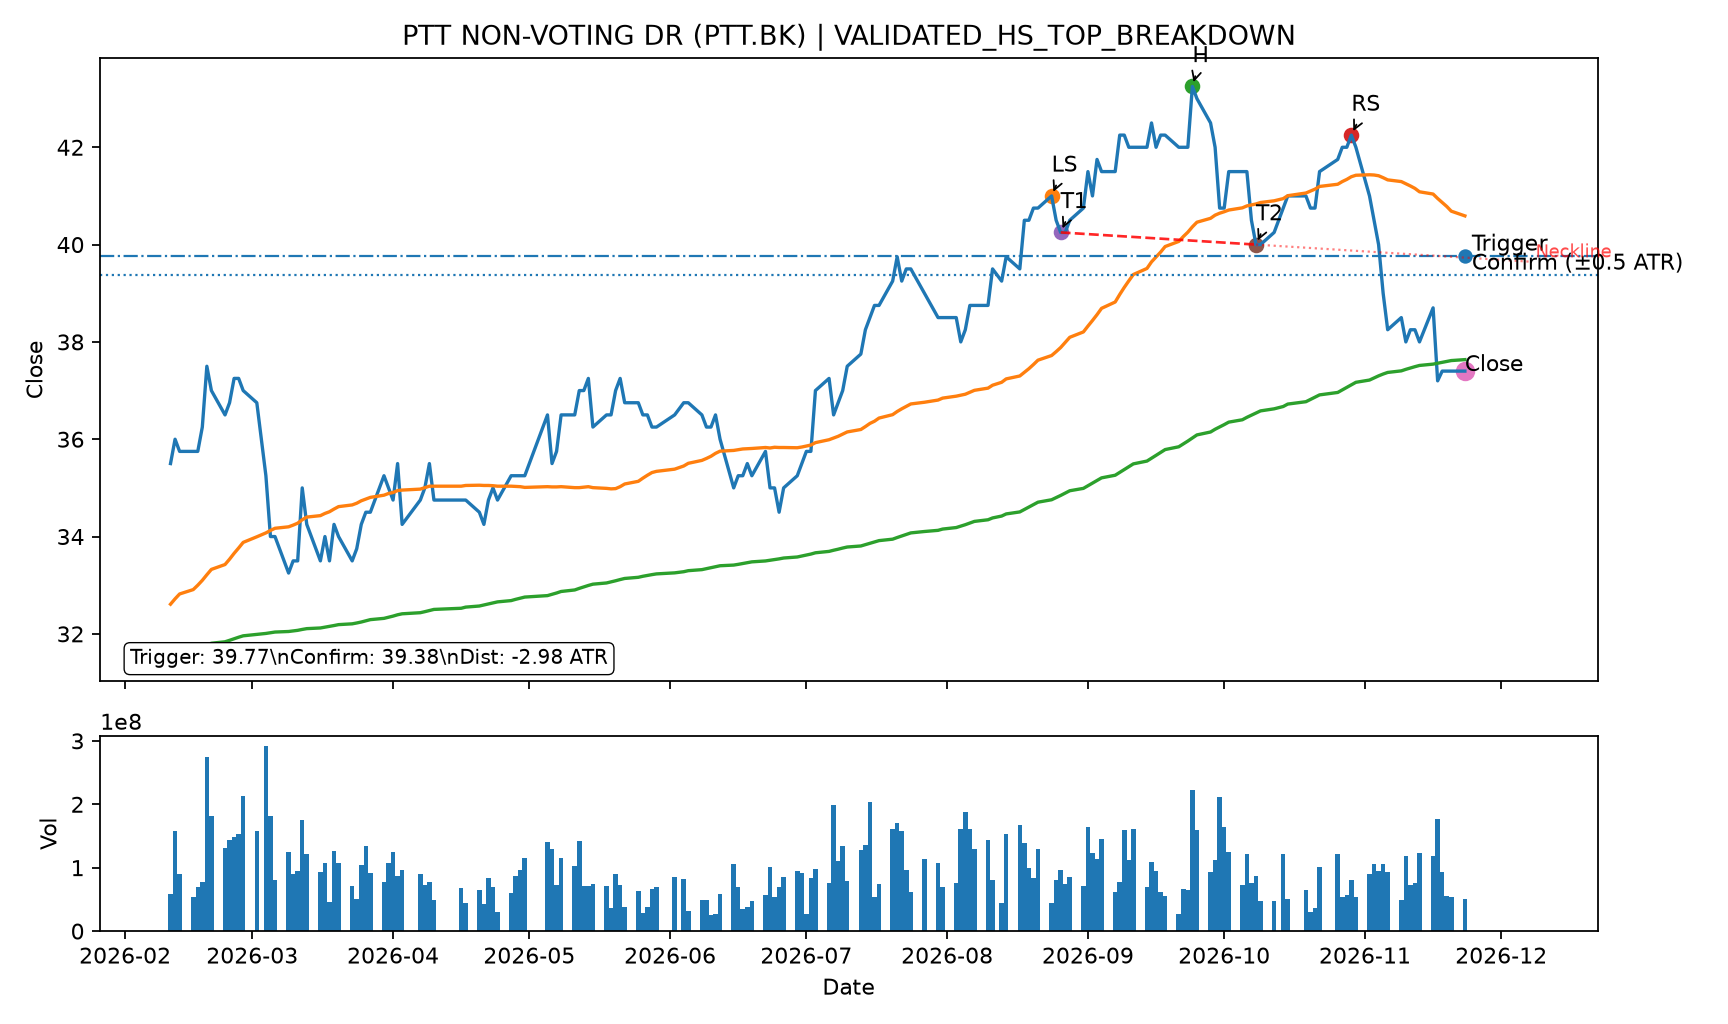 PTT NON-VOTING DR (PTT.BK) | VALIDATED_HS_TOP_BREAKDOWN
H
RS
LS
T1
T2
Trigger
Neckline
Confirm (±0.5 ATR)
Close
42
40
38
36
34
32
Close
Trigger: 39.77\nConfirm: 39.38\nDist: -2.98 ATR
1e8
3
2
1
0
Vol
2026-02 2026-03 2026-04 2026-05 2026-06 2026-07 2026-08 2026-09 2026-10 2026-11 2026-12
Date